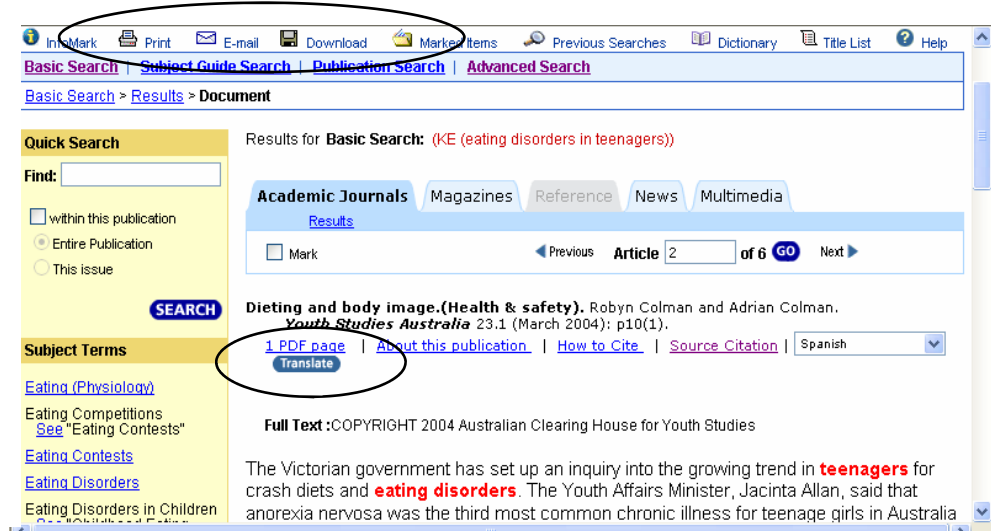 InfoMark Print E-mail Download Marked Items Previous Searches Dictionary Title List Help
Basic Search | Subject Guide Search | Publication Search | Advanced Search
Basic Search > Results > Document
Quick Search
Find:
within this publication
Entire Publication
This issue
SEARCH
Subject Terms
Eating (Physiology)
Eating Competitions
See "Eating Contests"
Eating Contests
Eating Disorders
Eating Disorders in Children
See "Childhood Eating
Results for Basic Search: (KE (eating disorders in teenagers))
Academic Journals Magazines Reference News Multimedia
Results
Mark Previous Article 2 of 6 GO Next
Dieting and body image.(Health & safety). Robyn Colman and Adrian Colman.
Youth Studies Australia 23.1 (March 2004): p10(1).
1 PDF page | About this publication | How to Cite | Source Citation | Spanish
Translate
Full Text :COPYRIGHT 2004 Australian Clearing House for Youth Studies
The Victorian government has set up an inquiry into the growing trend in teenagers for
crash diets and eating disorders. The Youth Affairs Minister, Jacinta Allan, said that
anorexia nervosa was the third most common chronic illness for teenage girls in Australia